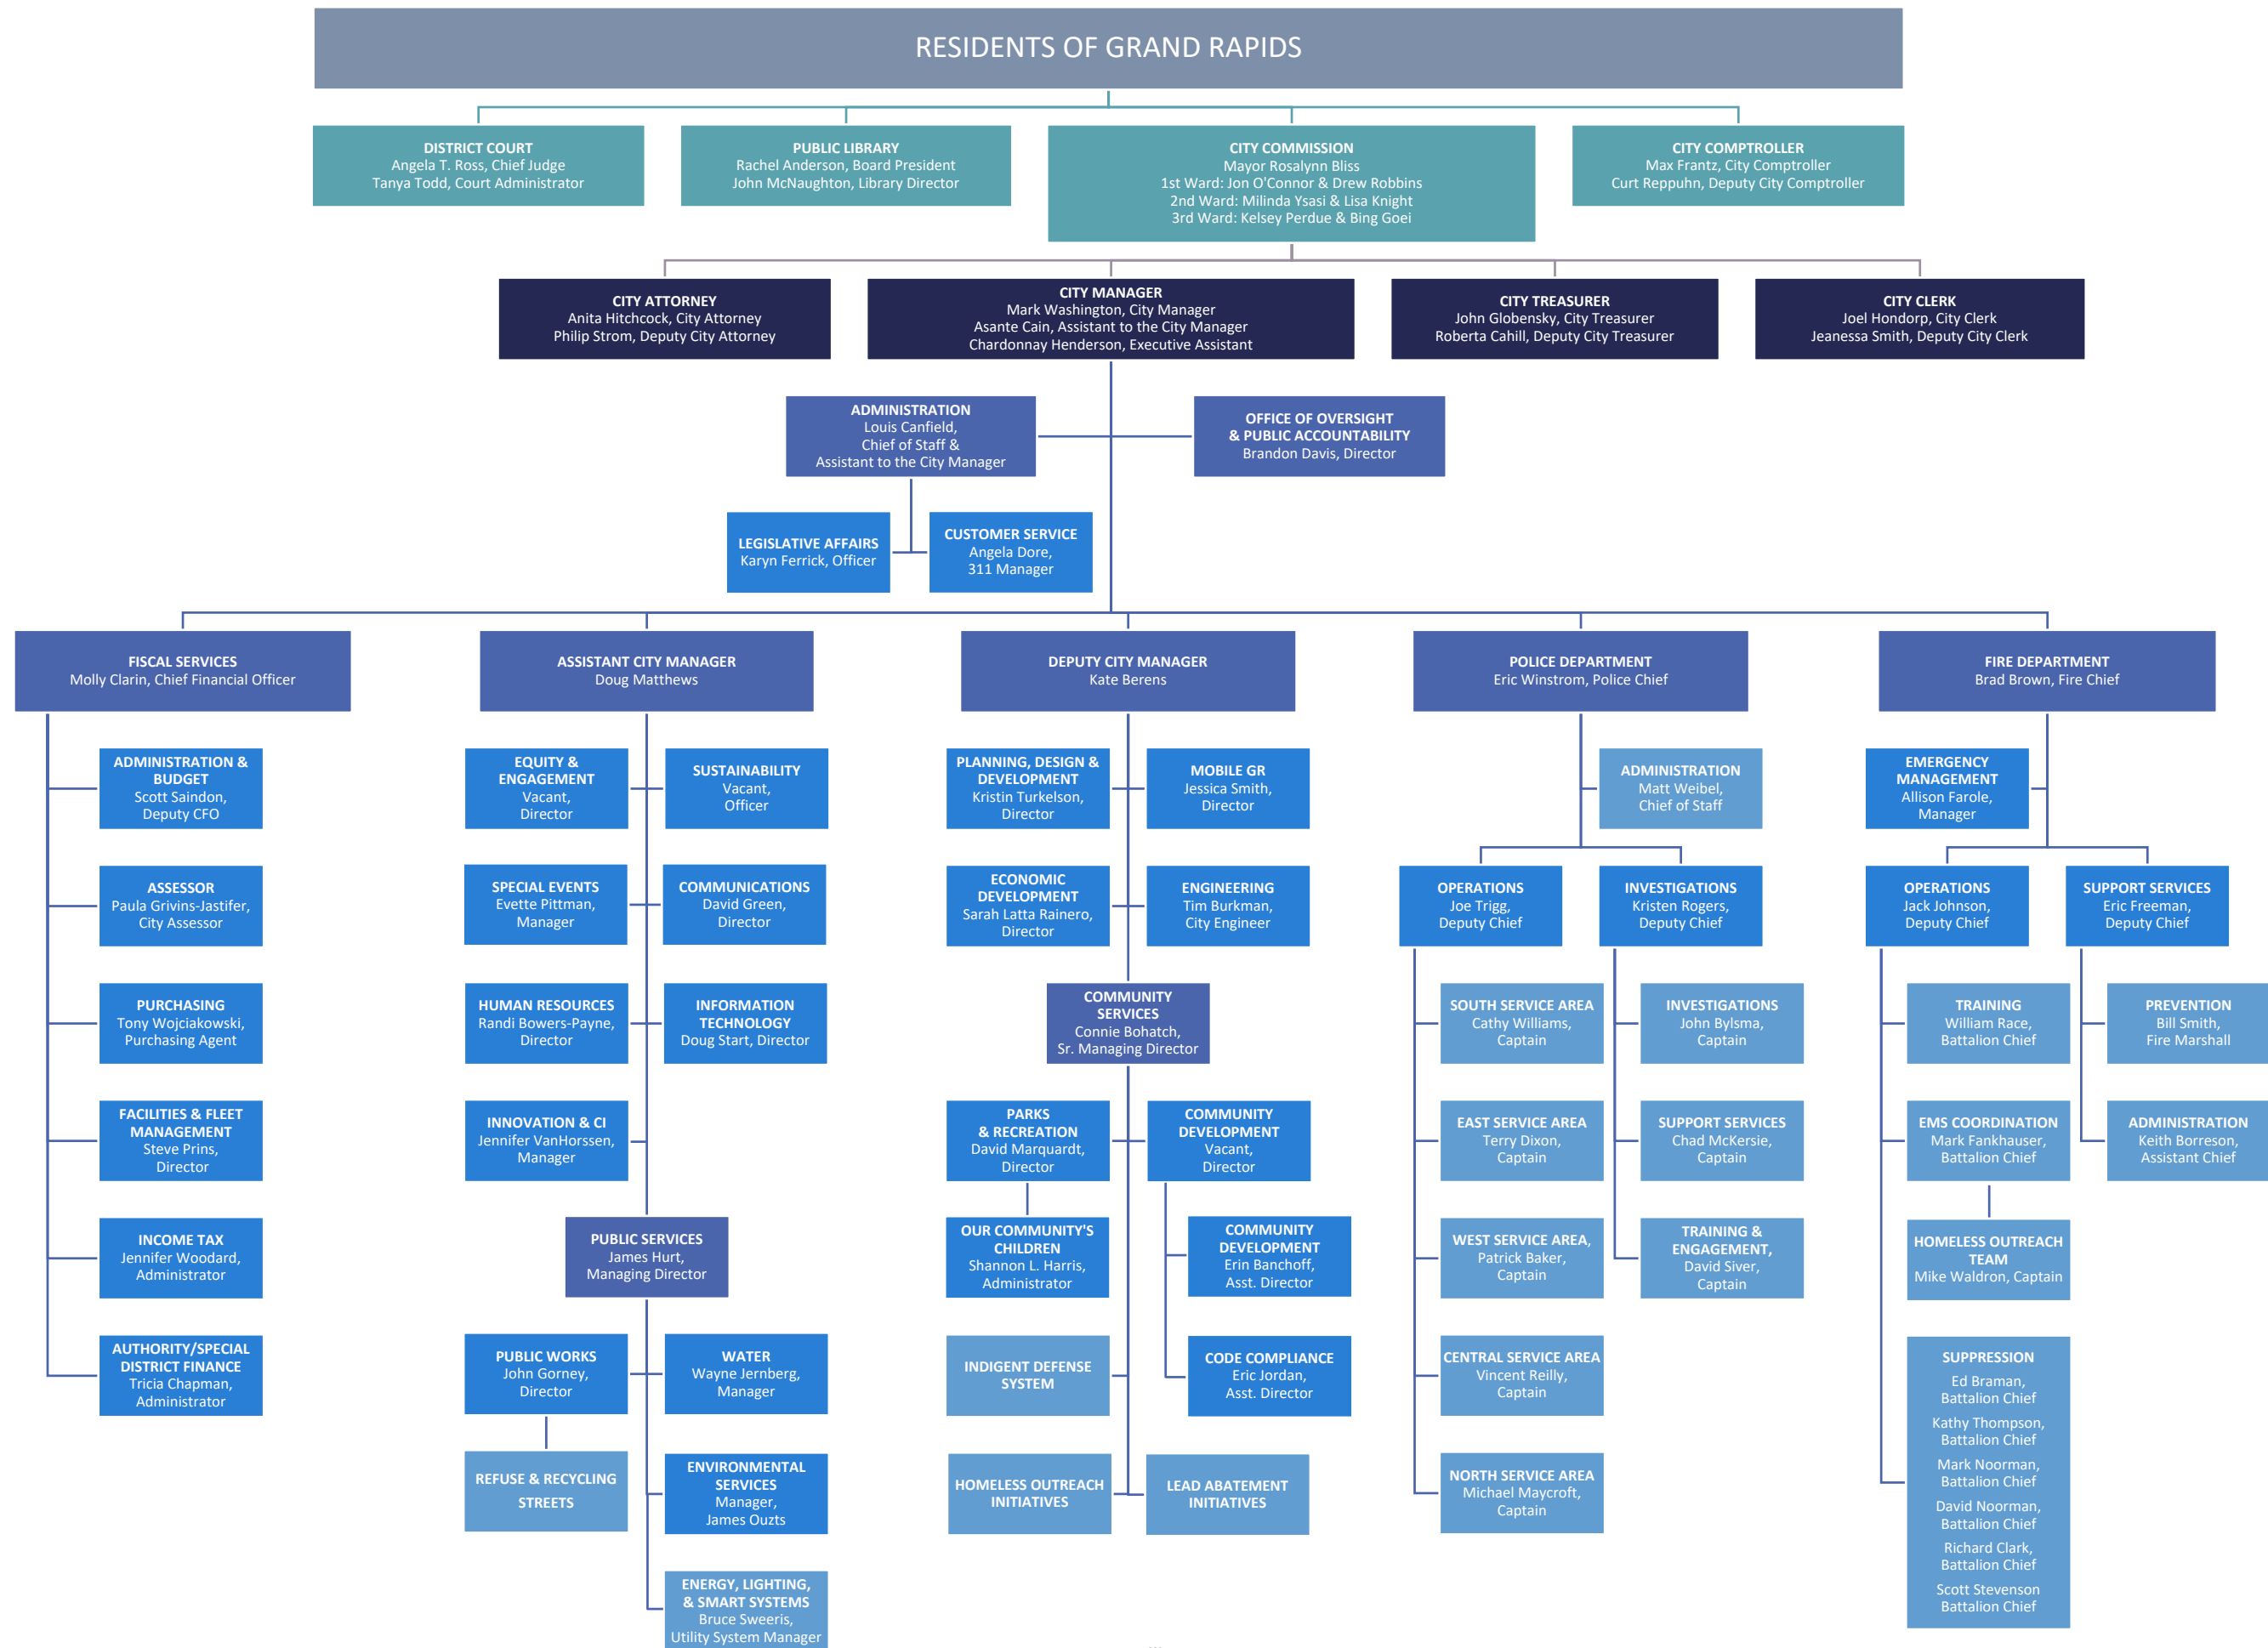 RESIDENTS OF GRAND RAPIDS
DISTRICT COURT
Angela T. Ross, Chief Judge
Tanya Todd, Court Administrator
PUBLIC LIBRARY
Rachel Anderson, Board President
John McNaughton, Library Director
CITY COMMISSION
Mayor Rosalynn Bliss
1st Ward: Jon O'Connor & Drew Robbins
2nd Ward: Milinda Ysasi & Lisa Knight
3rd Ward: Kelsey Perdue & Bing Goei
CITY COMPTROLLER
Max Frantz, City Comptroller
Curt Reppuhn, Deputy City Comptroller
CITY ATTORNEY
Anita Hitchcock, City Attorney
Philip Strom, Deputy City Attorney
CITY MANAGER
Mark Washington, City Manager
Asante Cain, Assistant to the City Manager
Chardonnay Henderson, Executive Assistant
CITY TREASURER
John Globensky, City Treasurer
Roberta Cahill, Deputy City Treasurer
CITY CLERK
Joel Hondorp, City Clerk
Jeanessa Smith, Deputy City Clerk
ADMINISTRATION
Louis Canfield,
Chief of Staff &
Assistant to the City Manager
OFFICE OF OVERSIGHT
& PUBLIC ACCOUNTABILITY
Brandon Davis, Director
LEGISLATIVE AFFAIRS
Karyn Ferrick, Officer
CUSTOMER SERVICE
Angela Dore,
311 Manager
FISCAL SERVICES
Molly Clarin, Chief Financial Officer
ADMINISTRATION &
BUDGET
Scott Saindon,
Deputy CFO
ASSESSOR
Paula Grivins-Jastifer,
City Assessor
PURCHASING
Tony Wojciakowski,
Purchasing Agent
FACILITIES & FLEET
MANAGEMENT
Steve Prins,
Director
INCOME TAX
Jennifer Woodard,
Administrator
AUTHORITY/SPECIAL
DISTRICT FINANCE
Tricia Chapman,
Administrator
ASSISTANT CITY MANAGER
Doug Matthews
EQUITY &
ENGAGEMENT
Vacant,
Director
SUSTAINABILITY
Vacant,
Officer
SPECIAL EVENTS
Evette Pittman,
Manager
COMMUNICATIONS
David Green,
Director
HUMAN RESOURCES
Randi Bowers-Payne,
Director
INFORMATION
TECHNOLOGY
Doug Start, Director
INNOVATION & CI
Jennifer VanHorssen,
Manager
PUBLIC SERVICES
James Hurt,
Managing Director
PUBLIC WORKS
John Gorney,
Director
WATER
Wayne Jernberg,
Manager
REFUSE & RECYCLING
STREETS
ENVIRONMENTAL
SERVICES
Manager,
James Ouzts
ENERGY, LIGHTING,
& SMART SYSTEMS
Bruce Sweeris,
Utility System Manager
DEPUTY CITY MANAGER
Kate Berens
PLANNING, DESIGN &
DEVELOPMENT
Kristin Turkelson,
Director
MOBILE GR
Jessica Smith,
Director
ECONOMIC
DEVELOPMENT
Sarah Latta Rainero,
Director
ENGINEERING
Tim Burkman,
City Engineer
COMMUNITY
SERVICES
Connie Bohatch,
Sr. Managing Director
PARKS
& RECREATION
David Marquardt,
Director
COMMUNITY
DEVELOPMENT
Vacant,
Director
OUR COMMUNITY'S
CHILDREN
Shannon L. Harris,
Administrator
COMMUNITY
DEVELOPMENT
Erin Banchoff,
Asst. Director
INDIGENT DEFENSE
SYSTEM
CODE COMPLIANCE
Eric Jordan,
Asst. Director
HOMELESS OUTREACH
INITIATIVES
LEAD ABATEMENT
INITIATIVES
POLICE DEPARTMENT
Eric Winstrom, Police Chief
ADMINISTRATION
Matt Weibel,
Chief of Staff
OPERATIONS
Joe Trigg,
Deputy Chief
INVESTIGATIONS
Kristen Rogers,
Deputy Chief
SOUTH SERVICE AREA
Cathy Williams,
Captain
INVESTIGATIONS
John Bylsma,
Captain
EAST SERVICE AREA
Terry Dixon,
Captain
SUPPORT SERVICES
Chad McKersie,
Captain
WEST SERVICE AREA,
Patrick Baker,
Captain
TRAINING &
ENGAGEMENT,
David Siver,
Captain
CENTRAL SERVICE AREA
Vincent Reilly,
Captain
NORTH SERVICE AREA
Michael Maycroft,
Captain
FIRE DEPARTMENT
Brad Brown, Fire Chief
EMERGENCY
MANAGEMENT
Allison Farole,
Manager
OPERATIONS
Jack Johnson,
Deputy Chief
SUPPORT SERVICES
Eric Freeman,
Deputy Chief
TRAINING
William Race,
Battalion Chief
PREVENTION
Bill Smith,
Fire Marshall
EMS COORDINATION
Mark Fankhauser,
Battalion Chief
ADMINISTRATION
Keith Borreson,
Assistant Chief
HOMELESS OUTREACH
TEAM
Mike Waldron, Captain
SUPPRESSION
Ed Braman,
Battalion Chief
Kathy Thompson,
Battalion Chief
Mark Noorman,
Battalion Chief
David Noorman,
Battalion Chief
Richard Clark,
Battalion Chief
Scott Stevenson
Battalion Chief